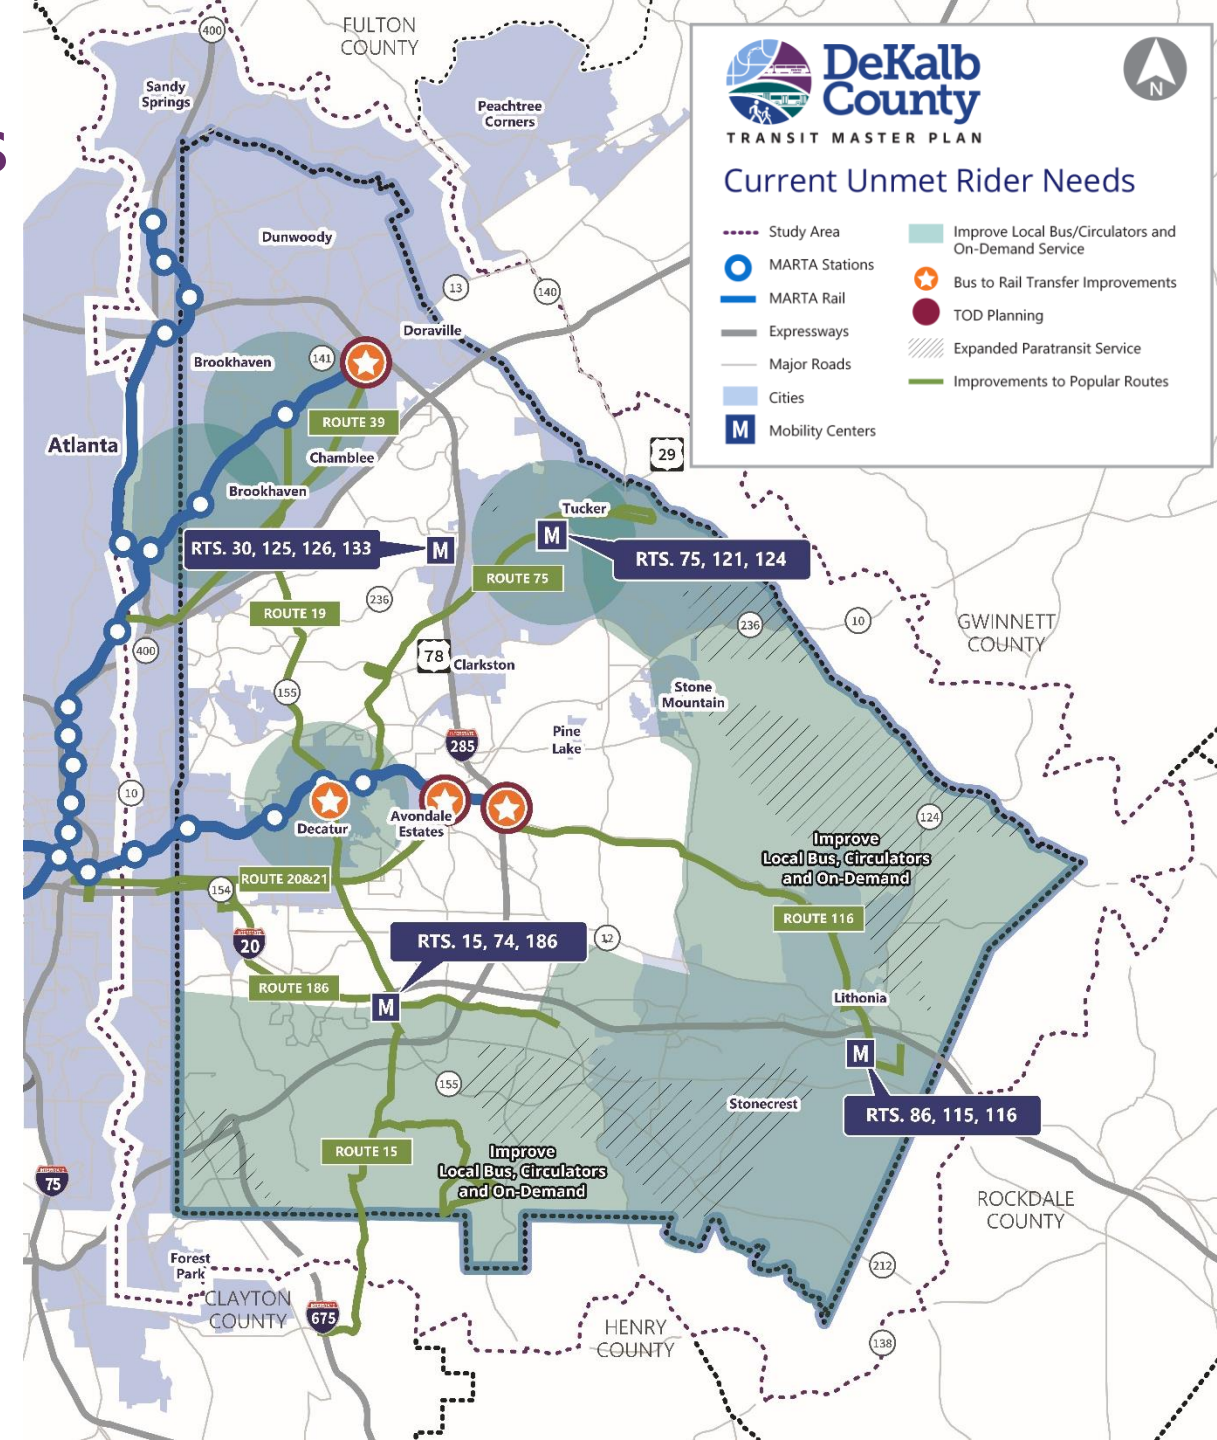 S
DeKalb
County
TRANSIT MASTER PLAN
N
Current Unmet Rider Needs
Study Area
MARTA Stations
MARTA Rail
Expressways
Major Roads
Cities
M
Mobility Centers
Improve Local Bus/Circulators and
On-Demand Service
Bus to Rail Transfer Improvements
TOD Planning
Expanded Paratransit Service
Improvements to Popular Routes
FULTON
COUNTY
400
Sandy
Springs
Peachtree
Corners
Dunwoody
13
140
Doraville
Brookhaven
141
ROUTE 39
Atlanta
Chamblee
29
Brookhaven
Tucker
RTS. 30, 125, 126, 133
M
M
RTS. 75, 121, 124
ROUTE 75
236
ROUTE 19
236
10
GWINNETT
COUNTY
400
78
Clarkston
155
Stone
Mountain
Pine
Lake
INTERSTATE
285
10
124
Decatur
Avondale
Estates
Improve
Local Bus, Circulators
and On-Demand
ROUTE 20&21
154
ROUTE 116
20
RTS. 15, 74, 186
12
ROUTE 186
M
Lithonia
M
155
Stonecrest
RTS. 86, 115, 116
ROUTE 15
Improve
Local Bus, Circulators
and On-Demand
75
ROCKDALE
COUNTY
Forest
Park
212
CLAYTON
COUNTY
675
HENRY
COUNTY
138